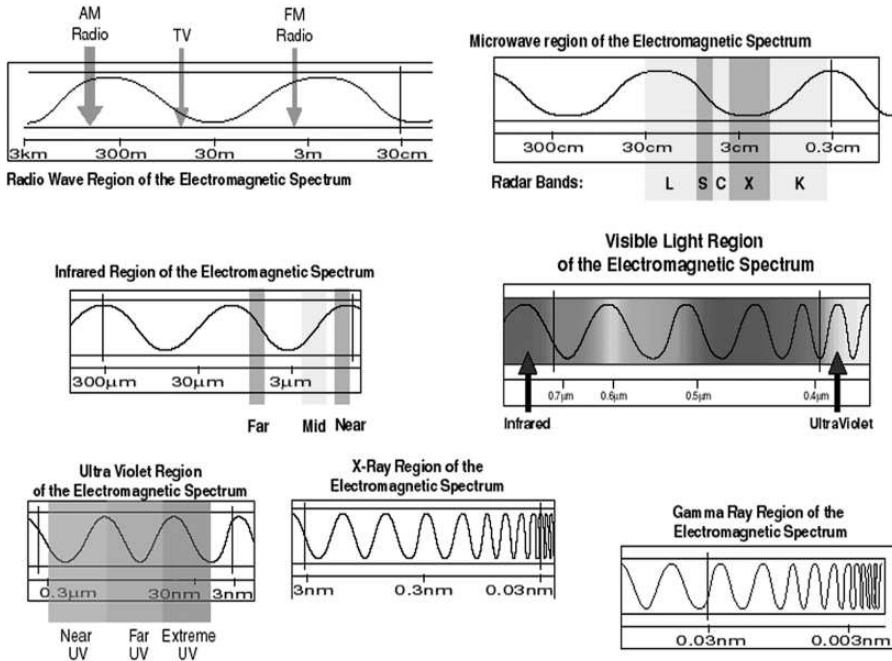 AM
Radio
TV
FM
Radio
3km 300m 30m 3m 30cm
Radio Wave Region of the Electromagnetic Spectrum
Microwave region of the Electromagnetic Spectrum
300cm 30cm 3cm 0.3cm
Radar Bands: L S C X K
Infrared Region of the Electromagnetic Spectrum
300µm 30µm 3µm
Far Mid Near
Visible Light Region
of the Electromagnetic Spectrum
0.7µm 0.6µm 0.5µm 0.4µm
Infrared UltraViolet
Ultra Violet Region
of the Electromagnetic Spectrum
0.3µm 30nm 3nm
Near
UV
Far
UV
Extreme
UV
X-Ray Region of the
Electromagnetic Spectrum
3nm 0.3nm 0.03nm
Gamma Ray Region of the
Electromagnetic Spectrum
0.03nm 0.003nm